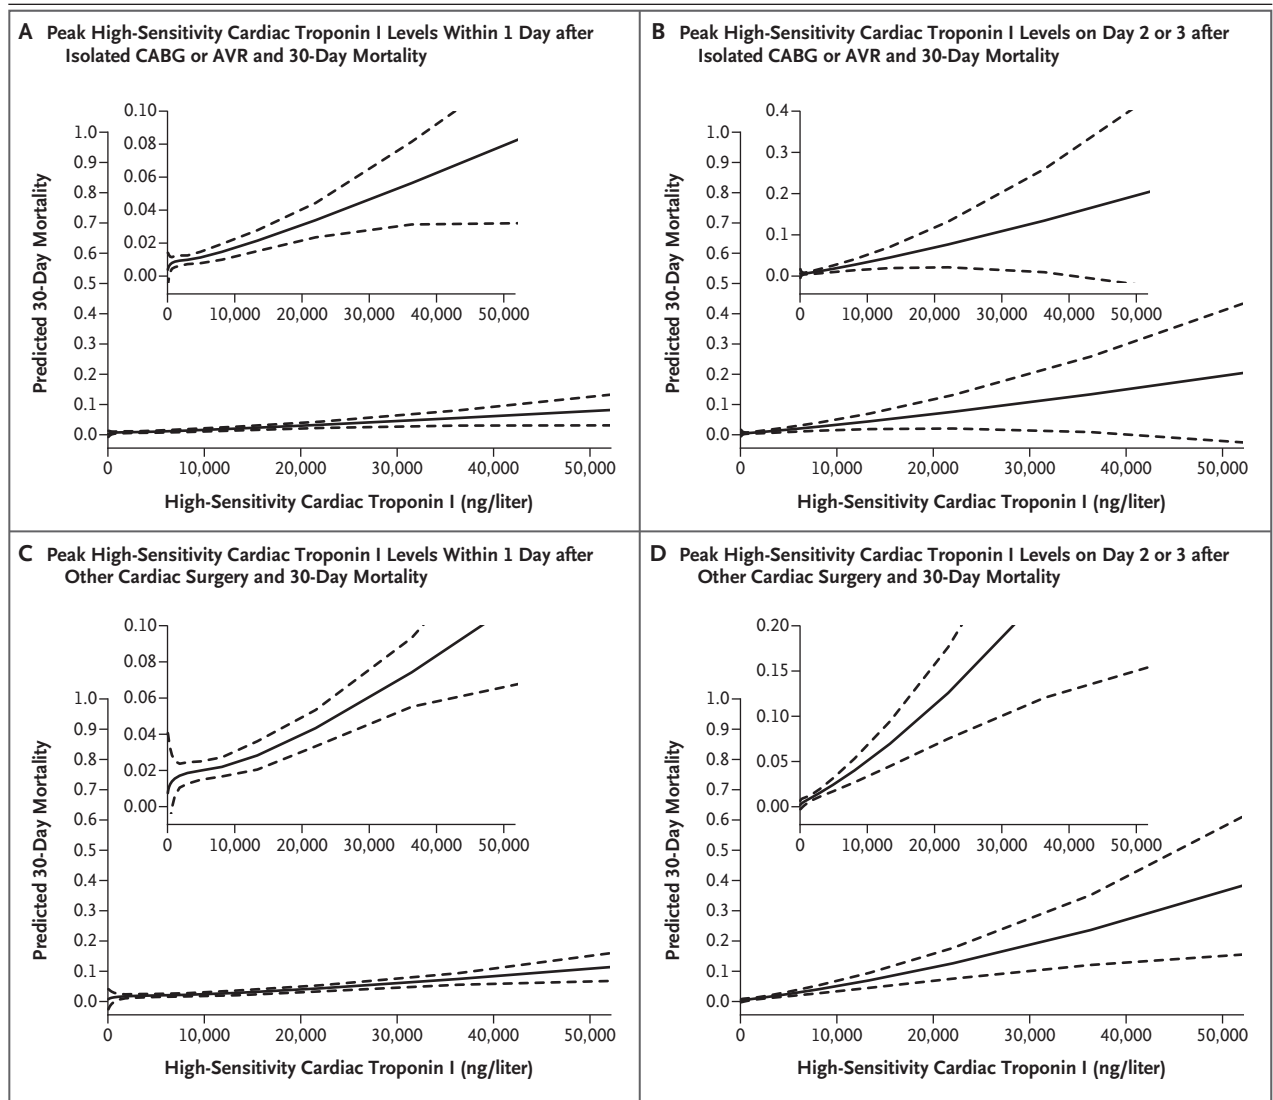 A Peak High-Sensitivity Cardiac Troponin I Levels Within 1 Day after
Isolated CABG or AVR and 30-Day Mortality
Predicted 30-Day Mortality
1.0
0.9
0.8
0.7
0.6
0.5
0.4
0.3
0.2
0.1
0.0
0.10
0.08
0.06
0.04
0.02
0.00
0 10,000 20,000 30,000 40,000 50,000
0 10,000 20,000 30,000 40,000 50,000
High-Sensitivity Cardiac Troponin I (ng/liter)
B Peak High-Sensitivity Cardiac Troponin I Levels on Day 2 or 3 after
Isolated CABG or AVR and 30-Day Mortality
Predicted 30-Day Mortality
1.0
0.9
0.8
0.7
0.6
0.5
0.4
0.3
0.2
0.1
0.0
0.4
0.3
0.2
0.1
0.0
0 10,000 20,000 30,000 40,000 50,000
0 10,000 20,000 30,000 40,000 50,000
High-Sensitivity Cardiac Troponin I (ng/liter)
C Peak High-Sensitivity Cardiac Troponin I Levels Within 1 Day after
Other Cardiac Surgery and 30-Day Mortality
Predicted 30-Day Mortality
1.0
0.9
0.8
0.7
0.6
0.5
0.4
0.3
0.2
0.1
0.0
0.10
0.08
0.06
0.04
0.02
0.00
0 10,000 20,000 30,000 40,000 50,000
0 10,000 20,000 30,000 40,000 50,000
High-Sensitivity Cardiac Troponin I (ng/liter)
D Peak High-Sensitivity Cardiac Troponin I Levels on Day 2 or 3 after
Other Cardiac Surgery and 30-Day Mortality
Predicted 30-Day Mortality
1.0
0.9
0.8
0.7
0.6
0.5
0.4
0.3
0.2
0.1
0.0
0.20
0.15
0.10
0.05
0.00
0 10,000 20,000 30,000 40,000 50,000
0 10,000 20,000 30,000 40,000 50,000
High-Sensitivity Cardiac Troponin I (ng/liter)